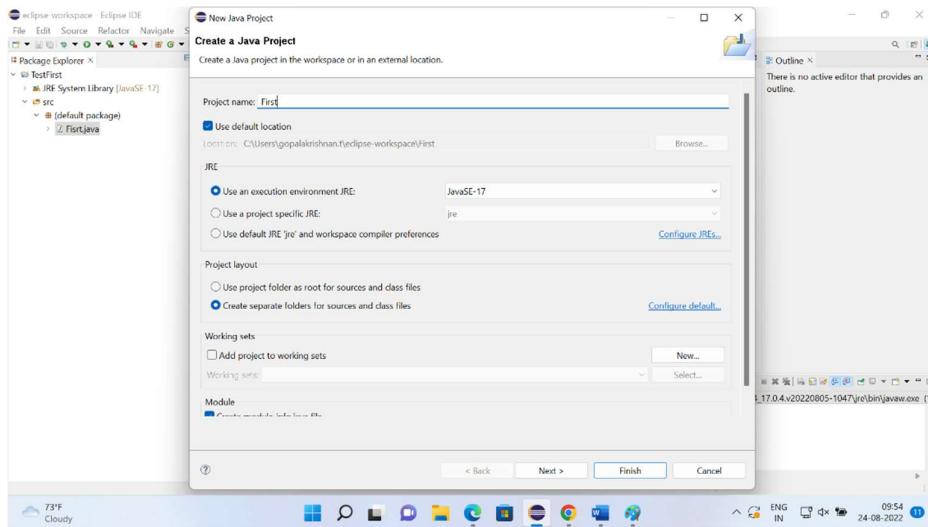 eclipse-workspace - Eclipse IDE
File Edit Source Refactor Navigate S
Package Explorer ×
TestFirst
JRE System Library [JavaSE-17]
src
(default package)
Fisrt.java
New Java Project
Create a Java Project
Create a Java project in the workspace or in an external location.
Project name: First
Use default location
Location: C:\Users\gopalakrishnan.t\eclipse-workspace\First Browse...
JRE
Use an execution environment JRE: JavaSE-17
Use a project specific JRE: jre
Use default JRE 'jre' and workspace compiler preferences Configure JREs...
Project layout
Use project folder as root for sources and class files
Create separate folders for sources and class files Configure default...
Working sets
Add project to working sets New...
Working sets: Select...
Module
Create module-info.java file
? < Back Next > Finish Cancel
Outline ×
There is no active editor that provides an
outline.
_17.0.4.v20220805-1047\jre\bin\javaw.exe (
73°F
Cloudy
ENG
IN
09:54
24-08-2022
11